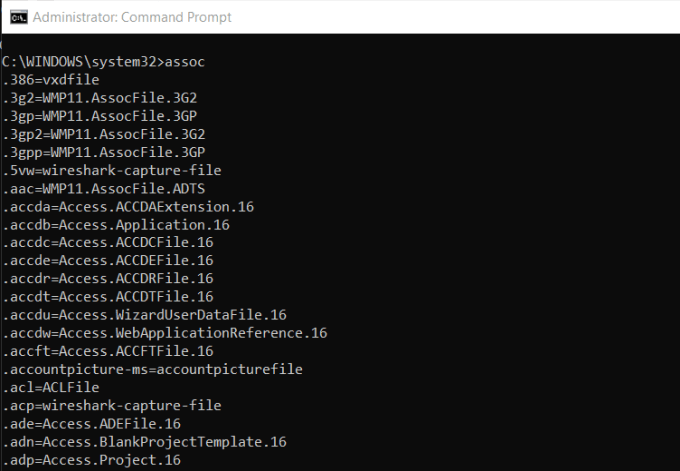 Administrator: Command Prompt
C:\WINDOWS\system32>assoc
.386=vxdfile
.3g2=WMP11.AssocFile.3G2
.3gp=WMP11.AssocFile.3GP
.3gp2=WMP11.AssocFile.3G2
.3gpp=WMP11.AssocFile.3GP
.5vw=wireshark-capture-file
.aac=WMP11.AssocFile.ADTS
.accda=Access.ACCDAExtension.16
.accdb=Access.Application.16
.accdc=Access.ACCDCFile.16
.accde=Access.ACCDEFile.16
.accdr=Access.ACCDRFile.16
.accdt=Access.ACCDTFile.16
.accdu=Access.WizardUserDataFile.16
.accdw=Access.WebApplicationReference.16
.accft=Access.ACCFTFile.16
.accountpicture-ms=accountpicturefile
.acl=ACLFile
.acp=wireshark-capture-file
.ade=Access.ADEFile.16
.adn=Access.BlankProjectTemplate.16
.adp=Access.Project.16